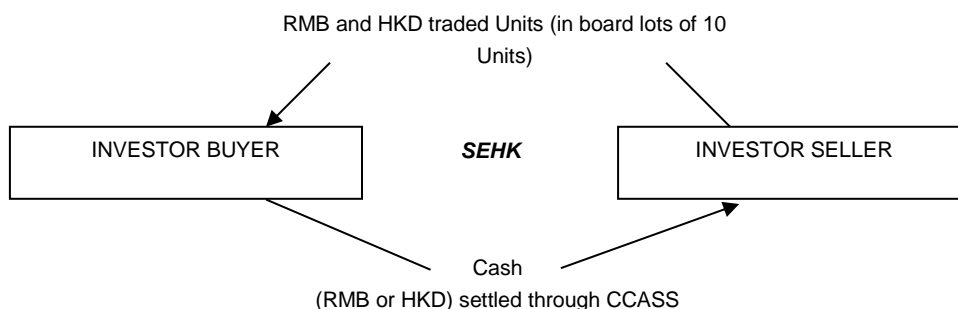 RMB and HKD traded Units (in board lots of 10
Units)
INVESTOR BUYER
SEHK
INVESTOR SELLER
Cash
(RMB or HKD) settled through CCASS